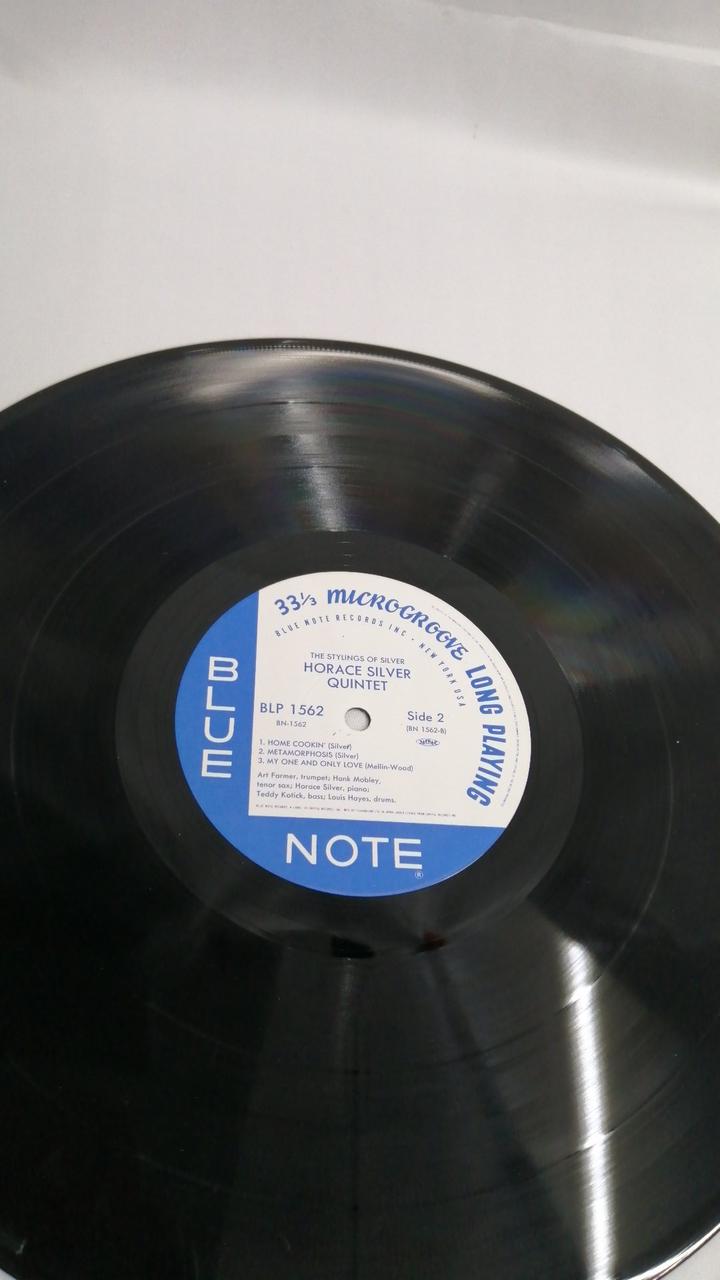 33⅓ MICROGROOVE LONG PLAYING
BLUE NOTE RECORDS INC · NEW YORK USA
THE STYLINGS OF SILVER
HORACE SILVER
QUINTET
BLP 1562
BN-1562
Side 2
(BN 1562-B)
1. HOME COOKIN' (Silver)
2. METAMORPHOSIS (Silver)
3. MY ONE AND ONLY LOVE (Mellin-Wood)
Art Farmer, trumpet; Hank Mobley,
tenor sax; Horace Silver, piano;
Teddy Kotick, bass; Louis Hayes, drums.
BLUE
NOTE
®